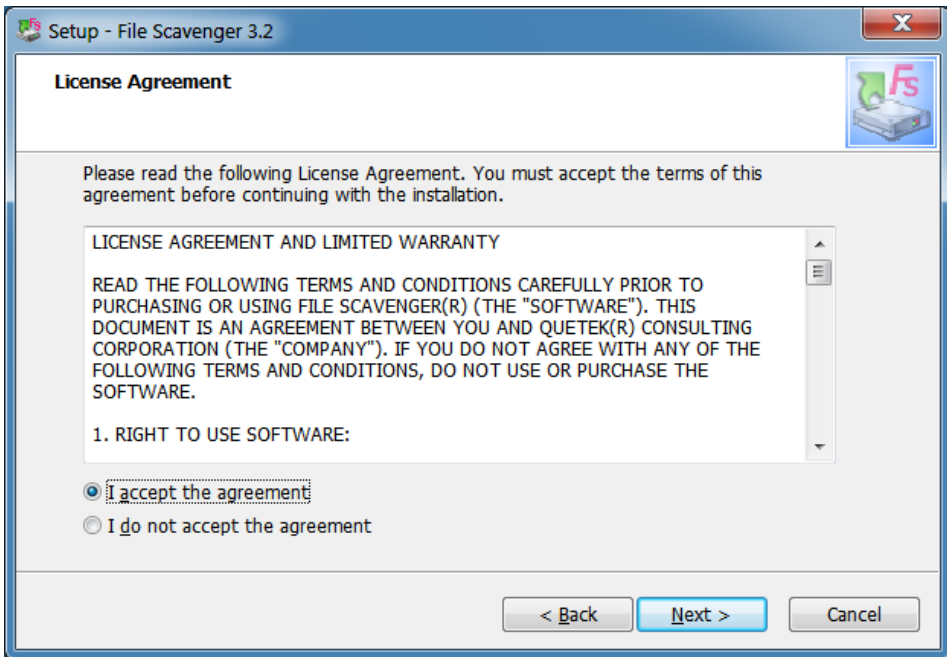 Setup - File Scavenger 3.2
License Agreement
FS
Please read the following License Agreement. You must accept the terms of this
agreement before continuing with the installation.
LICENSE AGREEMENT AND LIMITED WARRANTY
READ THE FOLLOWING TERMS AND CONDITIONS CAREFULLY PRIOR TO
PURCHASING OR USING FILE SCAVENGER(R) (THE "SOFTWARE"). THIS
DOCUMENT IS AN AGREEMENT BETWEEN YOU AND QUETEK(R) CONSULTING
CORPORATION (THE "COMPANY"). IF YOU DO NOT AGREE WITH ANY OF THE
FOLLOWING TERMS AND CONDITIONS, DO NOT USE OR PURCHASE THE
SOFTWARE.
1. RIGHT TO USE SOFTWARE:
I accept the agreement
I do not accept the agreement
< Back
Next >
Cancel